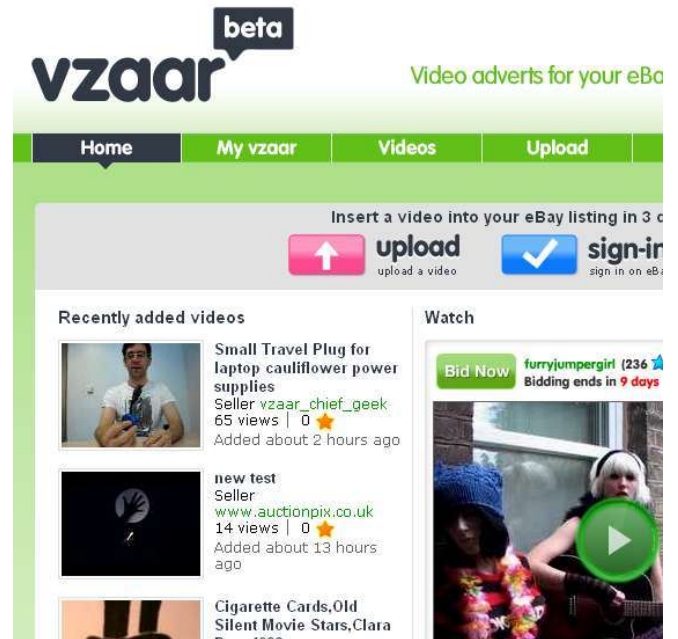 beta
vzaar
Video adverts for your eBa
Home
My vzaar
Videos
Upload
Insert a video into your eBay listing in 3
upload
upload a video
sign-in
sign in on eBa
Recently added videos
Small Travel Plug for
laptop cauliflower power
supplies
Seller vzaar_chief_geek
65 views | 0
Added about 2 hours ago
new test
Seller
www.auctionpix.co.uk
14 views | 0
Added about 13 hours
ago
Cigarette Cards,Old
Silent Movie Stars,Clara
Watch
Bid Now
furryjumpergirl (236
Bidding ends in 9 days